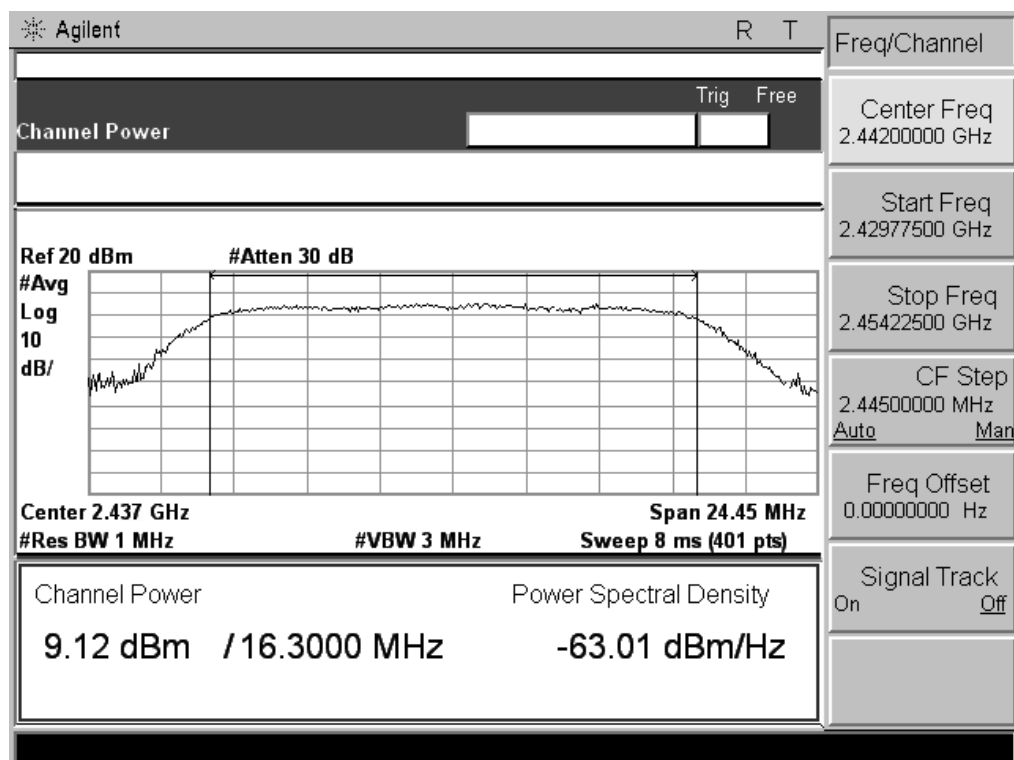 Agilent R T
Trig Free
Channel Power
Ref 20 dBm #Atten 30 dB
#Avg
Log
10
dB/
Center 2.437 GHz Span 24.45 MHz
#Res BW 1 MHz #VBW 3 MHz Sweep 8 ms (401 pts)
Channel Power Power Spectral Density
9.12 dBm / 16.3000 MHz -63.01 dBm/Hz
Freq/Channel
Center Freq
2.44200000 GHz
Start Freq
2.42977500 GHz
Stop Freq
2.45422500 GHz
CF Step
2.44500000 MHz
Auto Man
Freq Offset
0.00000000 Hz
Signal Track
On Off